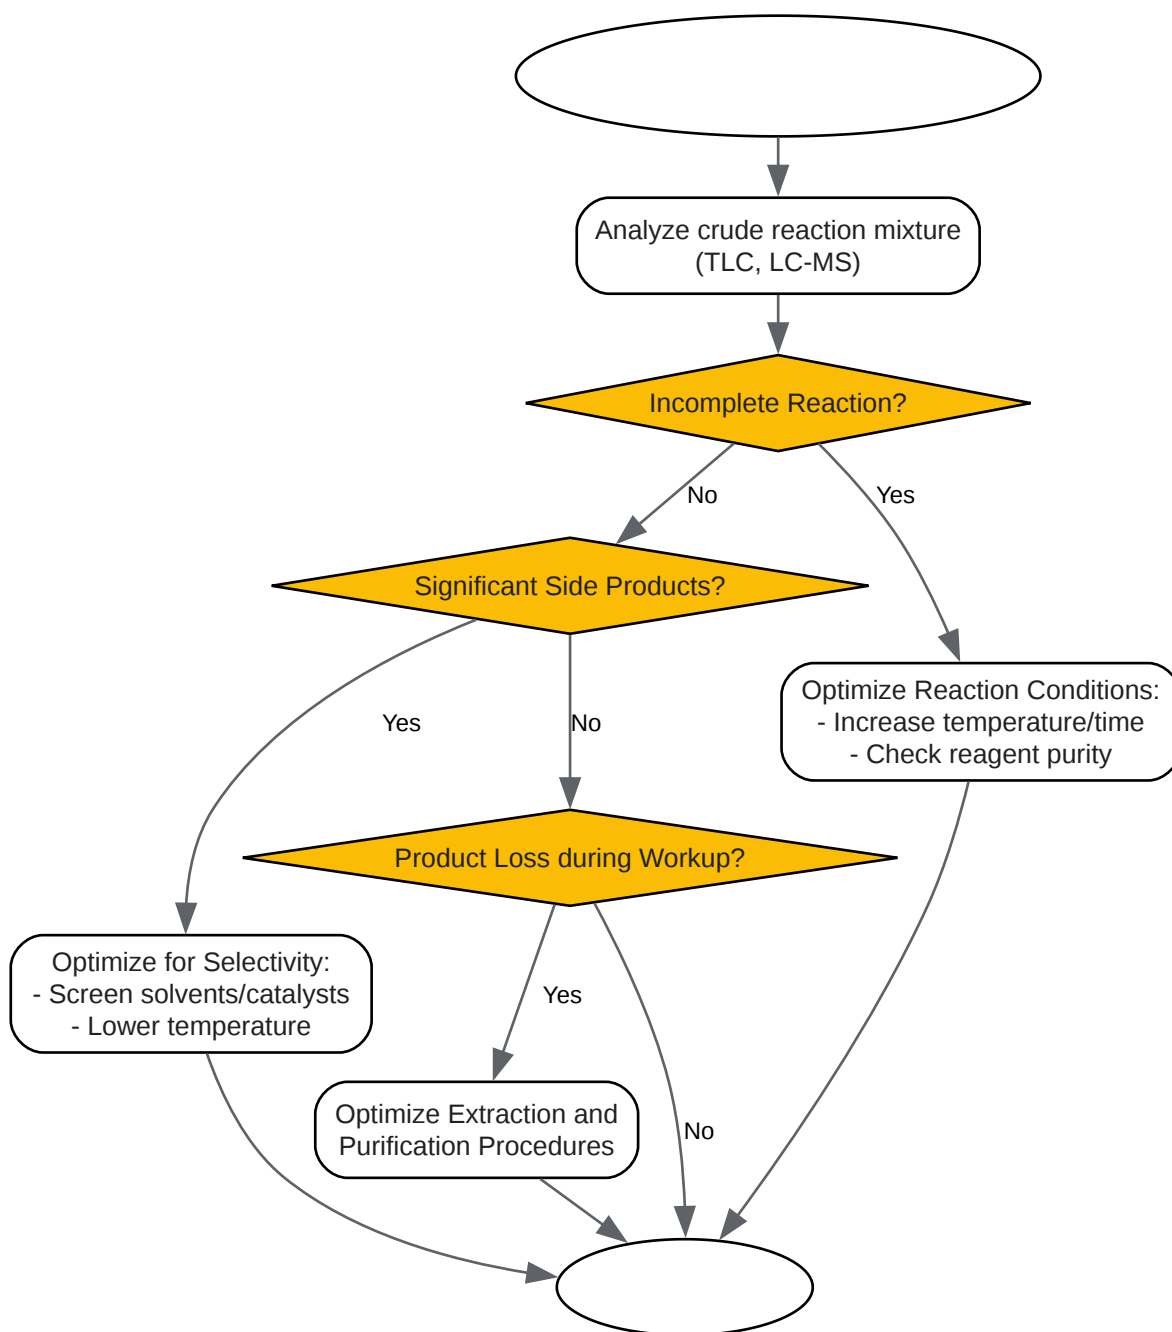 Analyze crude reaction mixture
(TLC, LC-MS)
Incomplete Reaction?
No
Yes
Significant Side Products?
Optimize Reaction Conditions:
- Increase temperature/time
- Check reagent purity
Yes
No
Product Loss during Workup?
Optimize for Selectivity:
- Screen solvents/catalysts
- Lower temperature
Yes
Optimize Extraction and
Purification Procedures
No